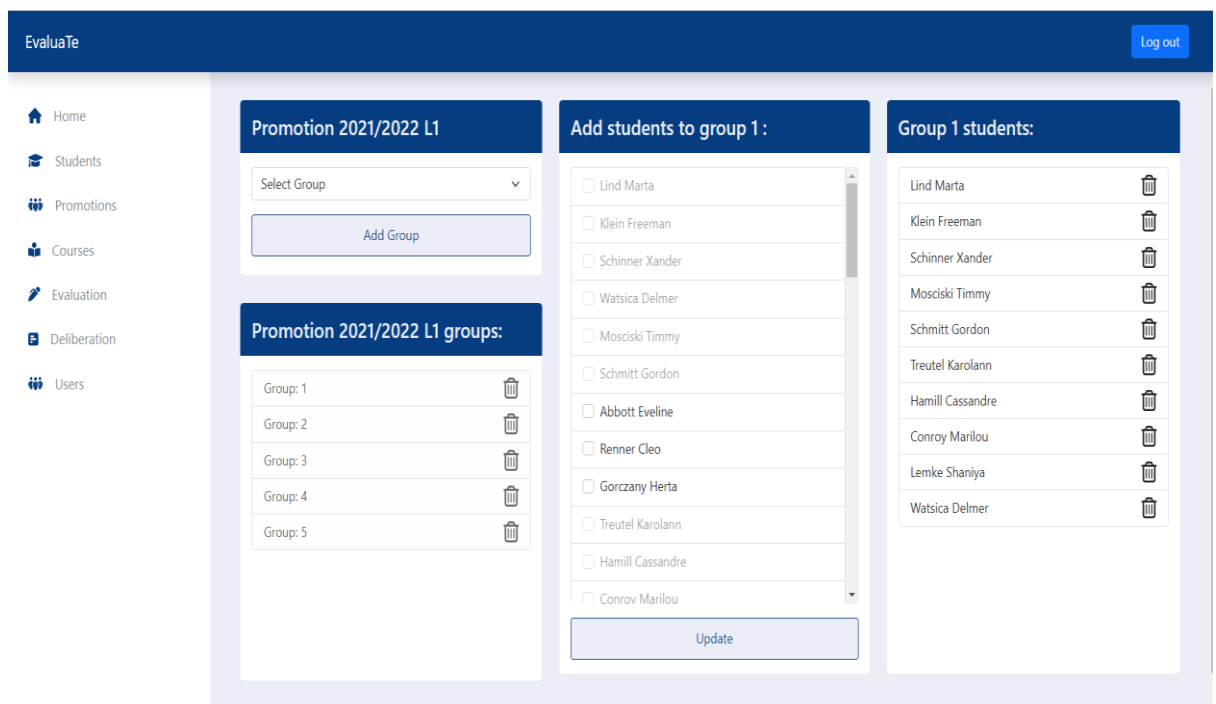 EvaluaTe
Log out
Home
Students
Promotions
Courses
Evaluation
Deliberation
Users
Promotion 2021/2022 L1
Select Group
Add Group
Promotion 2021/2022 L1 groups:
Group: 1
Group: 2
Group: 3
Group: 4
Group: 5
Add students to group 1 :
Lind Marta
Klein Freeman
Schinner Xander
Watsica Delmer
Mosciski Timmy
Schmitt Gordon
Abbott Eveline
Renner Cleo
Gorczany Herta
Treutel Karolann
Hamill Cassandre
Conroy Marilou
Update
Group 1 students:
Lind Marta
Klein Freeman
Schinner Xander
Mosciski Timmy
Schmitt Gordon
Treutel Karolann
Hamill Cassandre
Conroy Marilou
Lemke Shaniya
Watsica Delmer